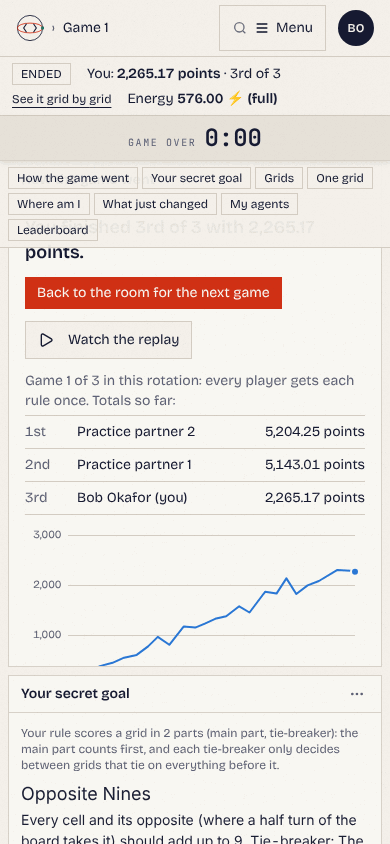 Game 1
Menu
BO
ENDED
You: 2,265.17 points · 3rd of 3
See it grid by grid
Energy 576.00 ⚡ (full)
GAME OVER 0:00
How the game went
Your secret goal
Grids
One grid
Where am I
What just changed
My agents
Leaderboard
finished 3rd of 3 with 2,265.17
points.
Back to the room for the next game
Watch the replay
Game 1 of 3 in this rotation: every player gets each
rule once. Totals so far:
1st Practice partner 2 5,204.25 points
2nd Practice partner 1 5,143.01 points
3rd Bob Okafor (you) 2,265.17 points
3,000
2,000
1,000
Your secret goal
Your rule scores a grid in 2 parts (main part, tie-breaker): the
main part counts first, and each tie-breaker only decides
between grids that tie on everything before it.
Opposite Nines
Every cell and its opposite (where a half turn of the
board takes it) should add up to 9. Tie-breaker: The